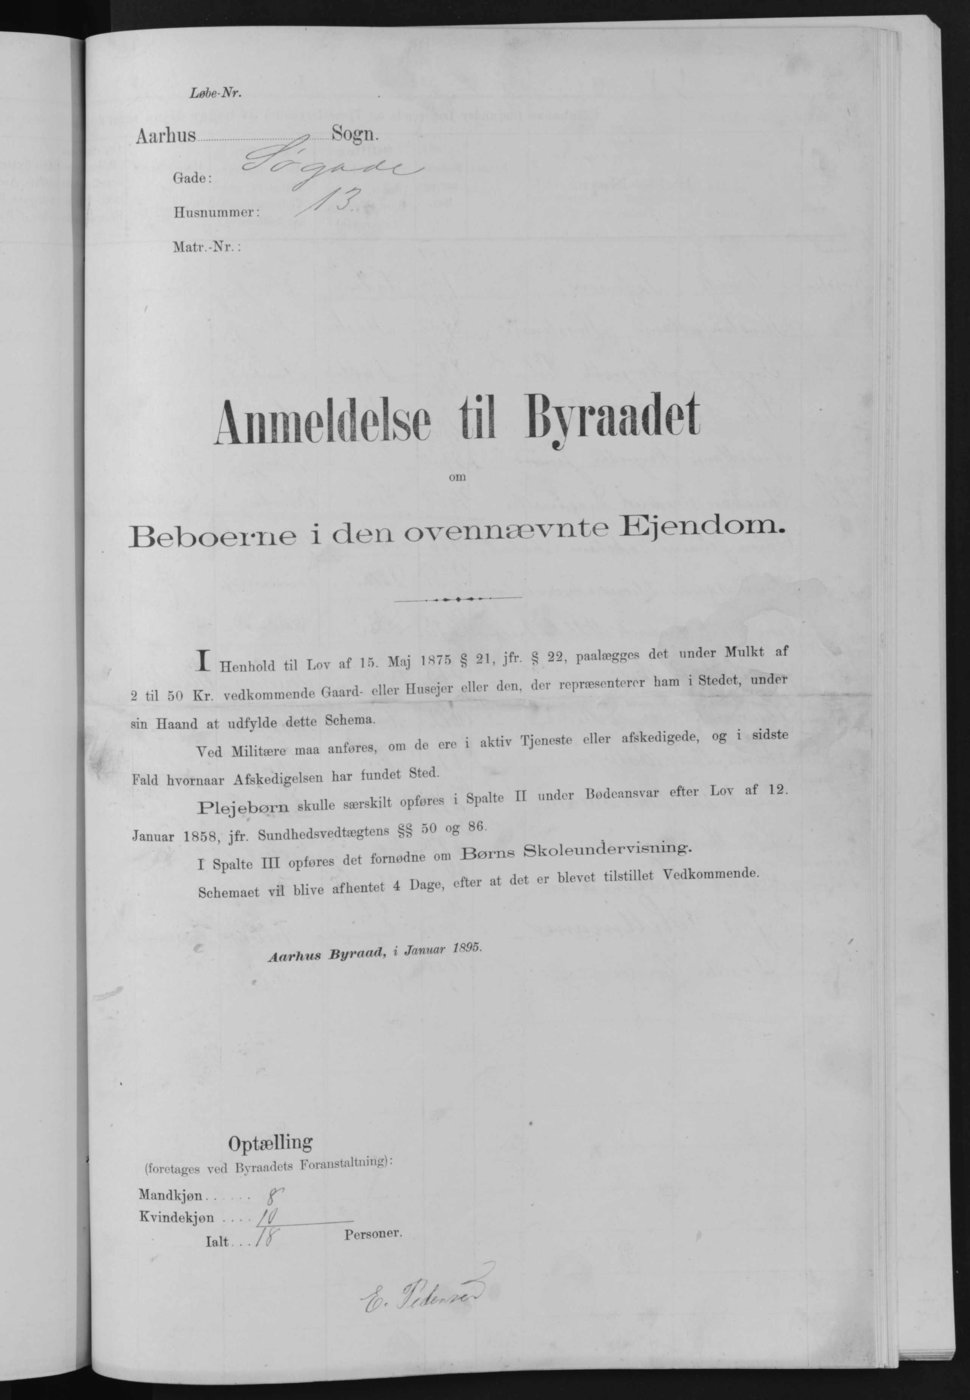 Løbe-Nr.
Aarhus Sogn.
Gade: Søgade
Husnummer: 13.
Matr.-Nr.:
Anmeldelse til Byraadet
om
Beboerne i den ovennævnte Ejendom.
I Henhold til Lov af 15. Maj 1875 § 21, jfr. § 22, paalægges det under Mulkt af
2 til 50 Kr. vedkommende Gaard- eller Husejer eller den, der repræsenterer ham i Stedet, under
sin Haand at udfylde dette Schema.
Ved Militære maa anføres, om de ere i aktiv Tjeneste eller afskedigede, og i sidste
Fald hvornaar Afskedigelsen har fundet Sted.
Plejebørn skulle særskilt opføres i Spalte II under Bødeansvar efter Lov af 12.
Januar 1858, jfr. Sundhedsvedtægtens §§ 50 og 86.
I Spalte III opføres det fornødne om Børns Skoleundervisning.
Schemaet vil blive afhentet 4 Dage, efter at det er blevet tilstillet Vedkommende.
Aarhus Byraad, i Januar 1895.
Optælling
(foretages ved Byraadets Foranstaltning):
Mandkjøn...... 8
Kvindekjøn .... 10
Ialt... 18 Personer.
E. Pedersen